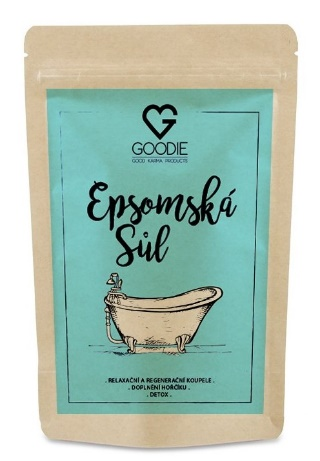 GOODIE
GOOD KARMA PRODUCTS
Epsomská
Sůl
. RELAXAČNÍ A REGENERAČNÍ KOUPELE .
. DOPLNĚNÍ HOŘČÍKU .
. DETOX .